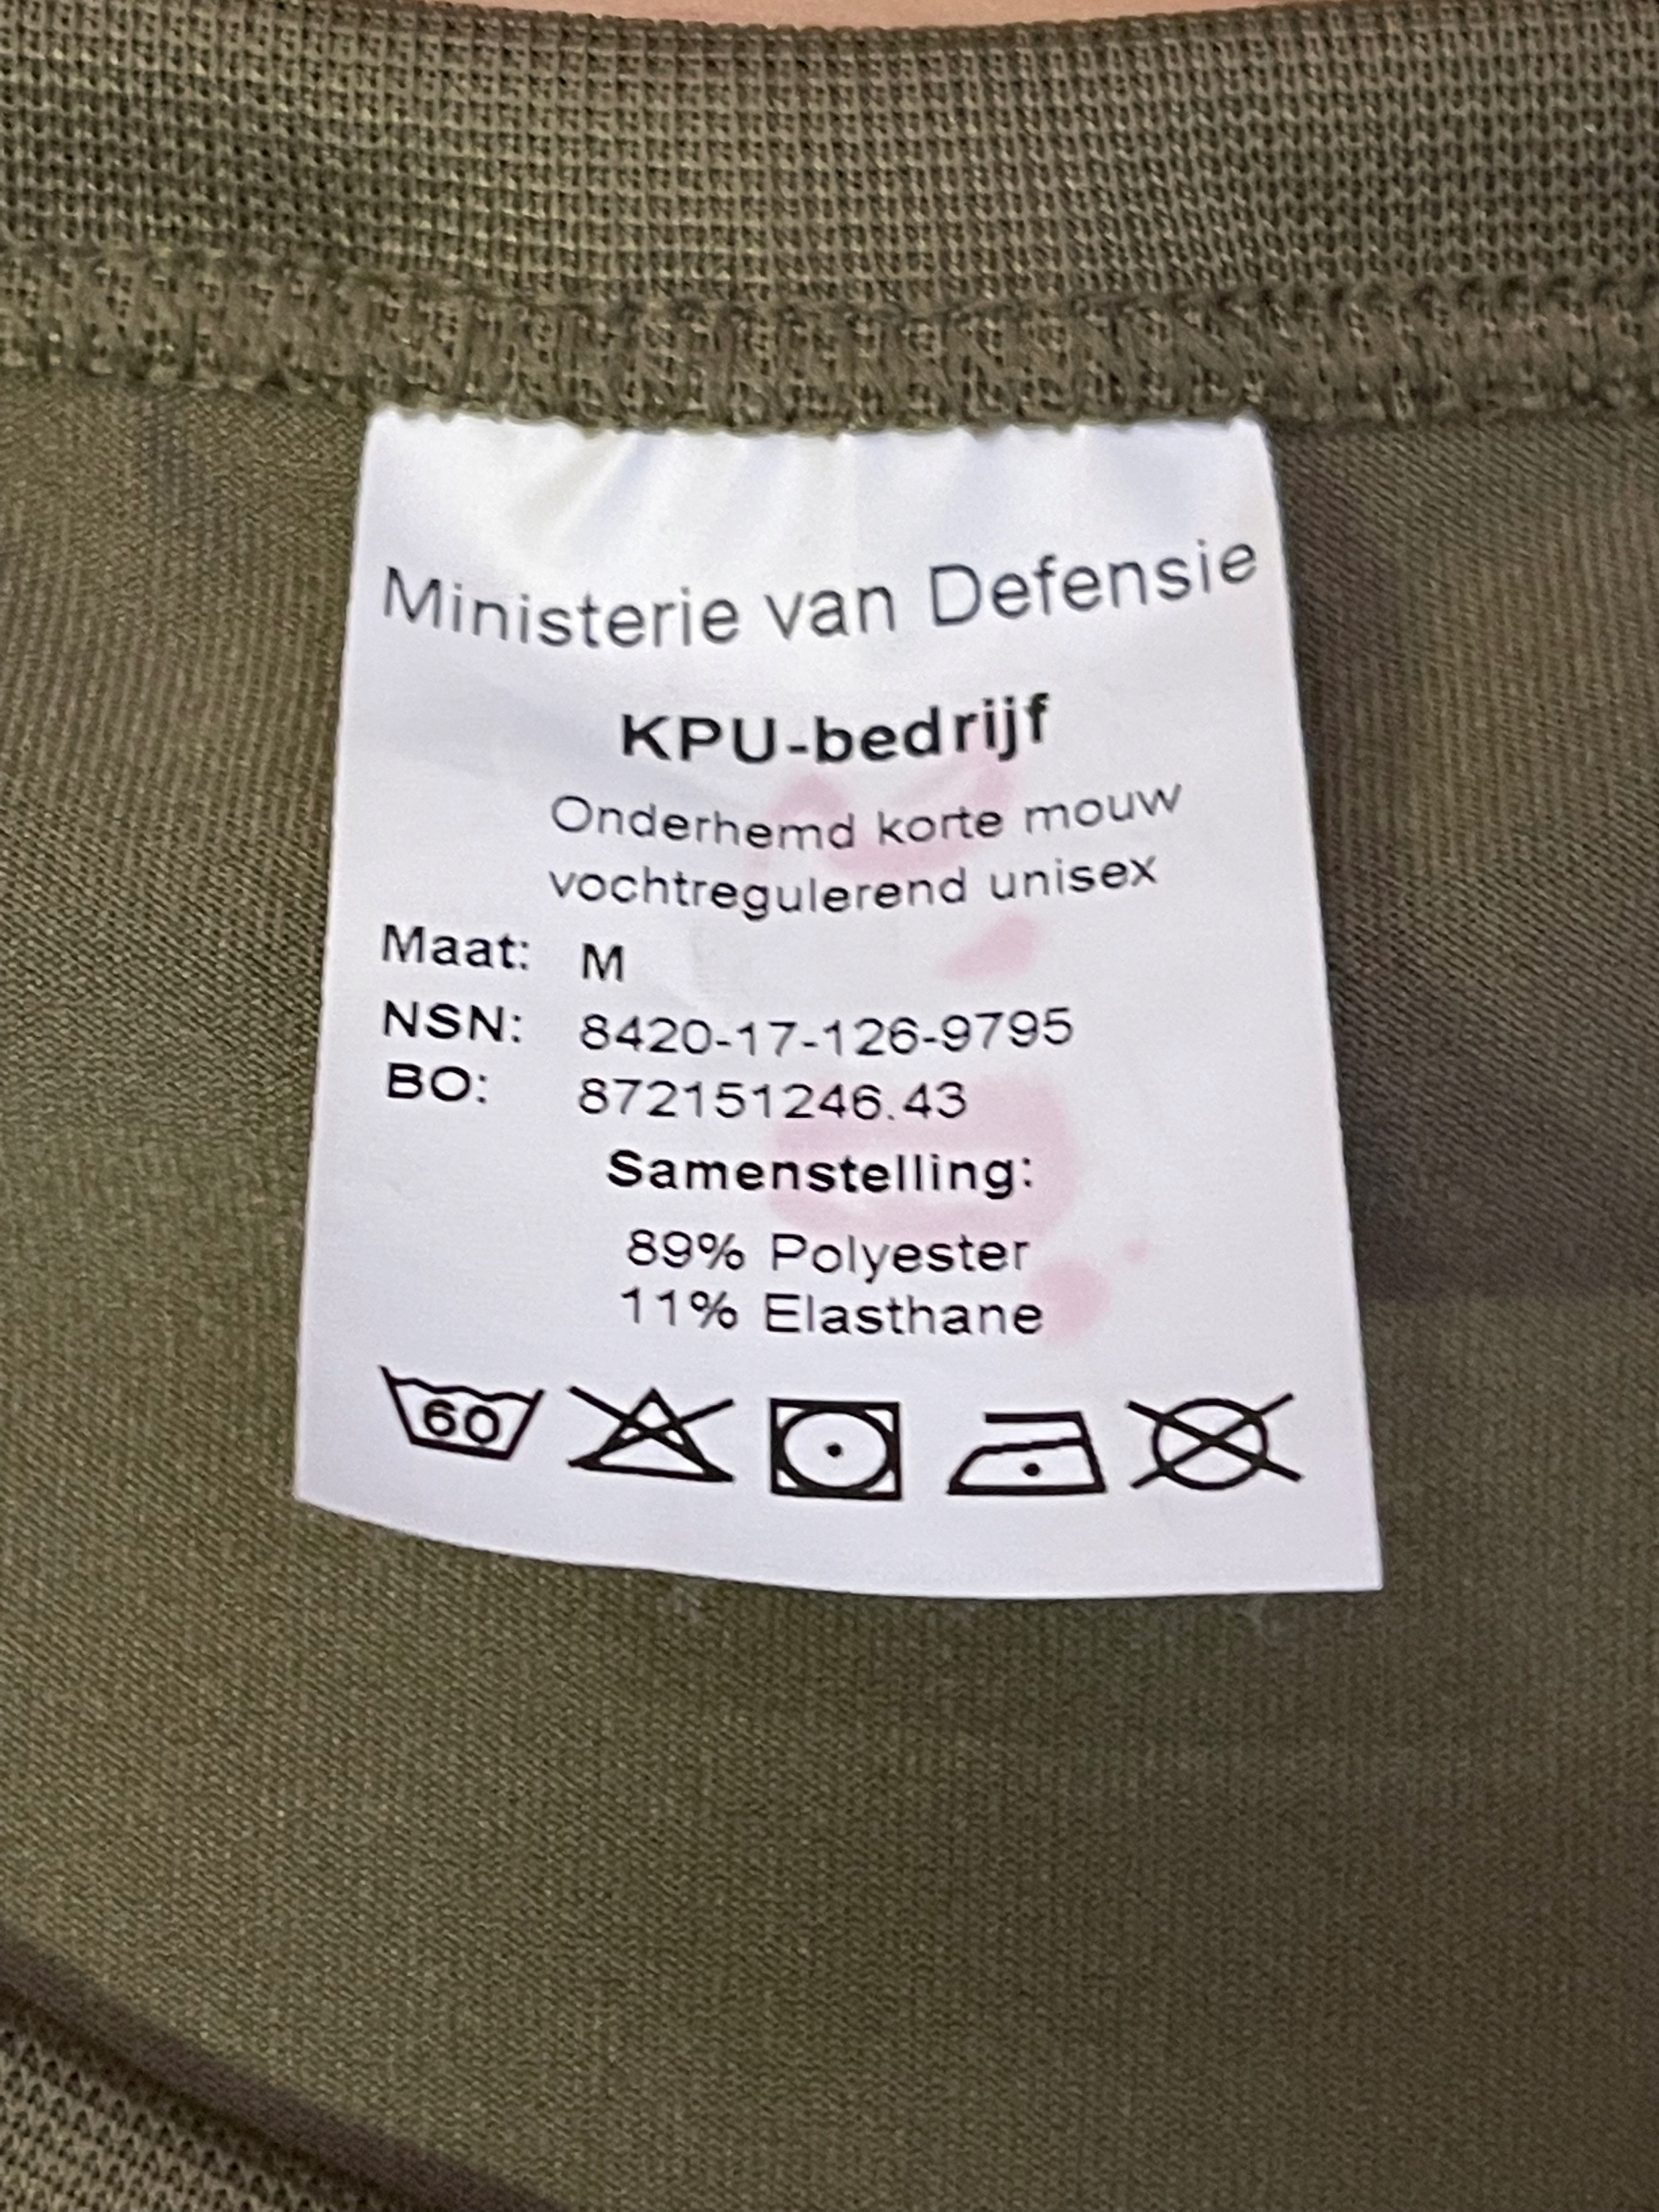 Ministerie van Defensie
KPU-bedrijf
Onderhemd korte mouw
vochtregulerend unisex
Maat: M
NSN: 8420-17-126-9795
BO: 872151246.43
Samenstelling:
89% Polyester
11% Elasthane
60